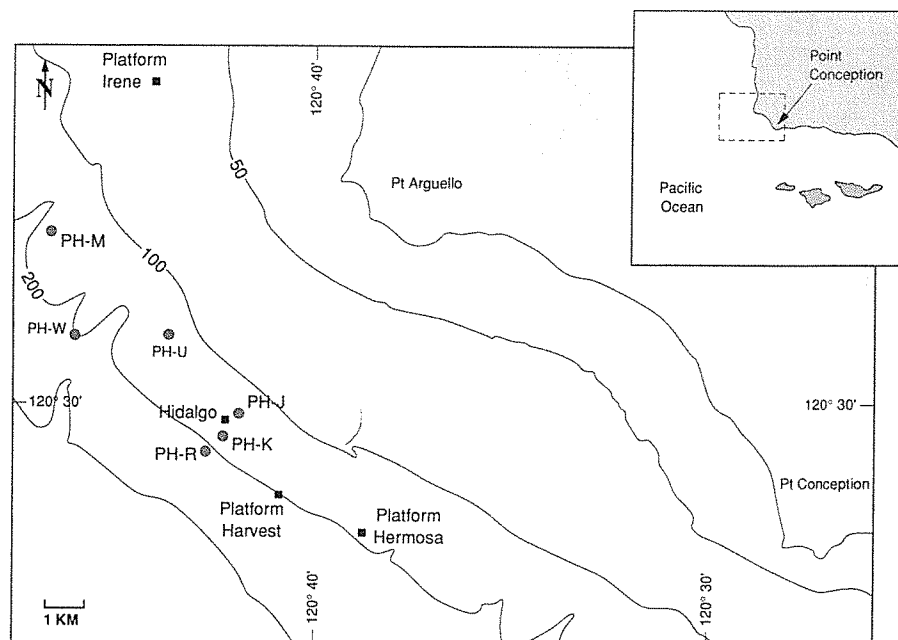 N
Platform
Irene
120° 40'
Point
Conception
Pacific
Ocean
50
Pt Arguello
PH-M
100
200
PH-W
PH-U
120° 30'
Hidalgo
PH-J
PH-K
PH-R
120° 30'
Pt Conception
Platform
Harvest
Platform
Hermosa
120° 40'
120° 30'
1 KM